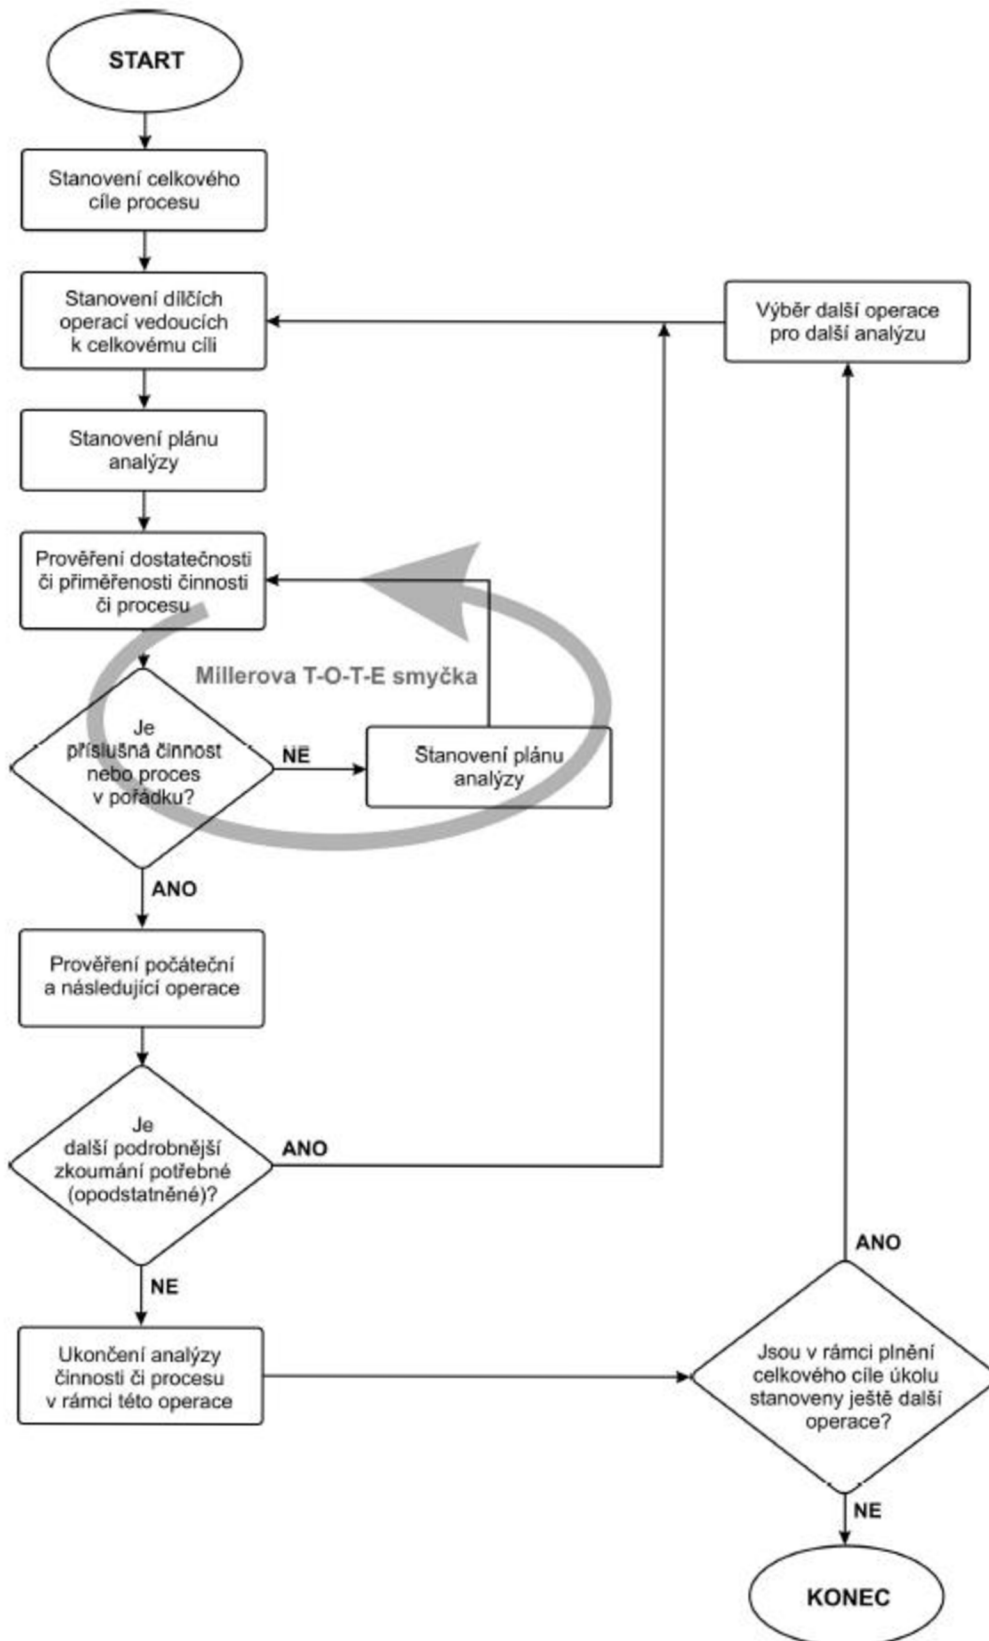 START
Stanovení celkového
cíle procesu
Stanovení dílčích
operací vedoucích
k celkovému cíli
Výběr další operace
pro další analýzu
Stanovení plánu
analýzy
Prověření dostatečnosti
či přiměřenosti činnosti
či procesu
Millerova T-O-T-E smyčka
Je
příslušná činnost
nebo proces
v pořádku?
NE
Stanovení plánu
analýzy
ANO
Prověření počáteční
a následující operace
Je
další podrobnější
zkoumání potřebné
(opodstatněné)?
ANO
NE
Ukončení analýzy
činnosti či procesu
v rámci této operace
ANO
Jsou v rámci plnění
celkového cíle úkolu
stanoveny ještě další
operace?
NE
KONEC